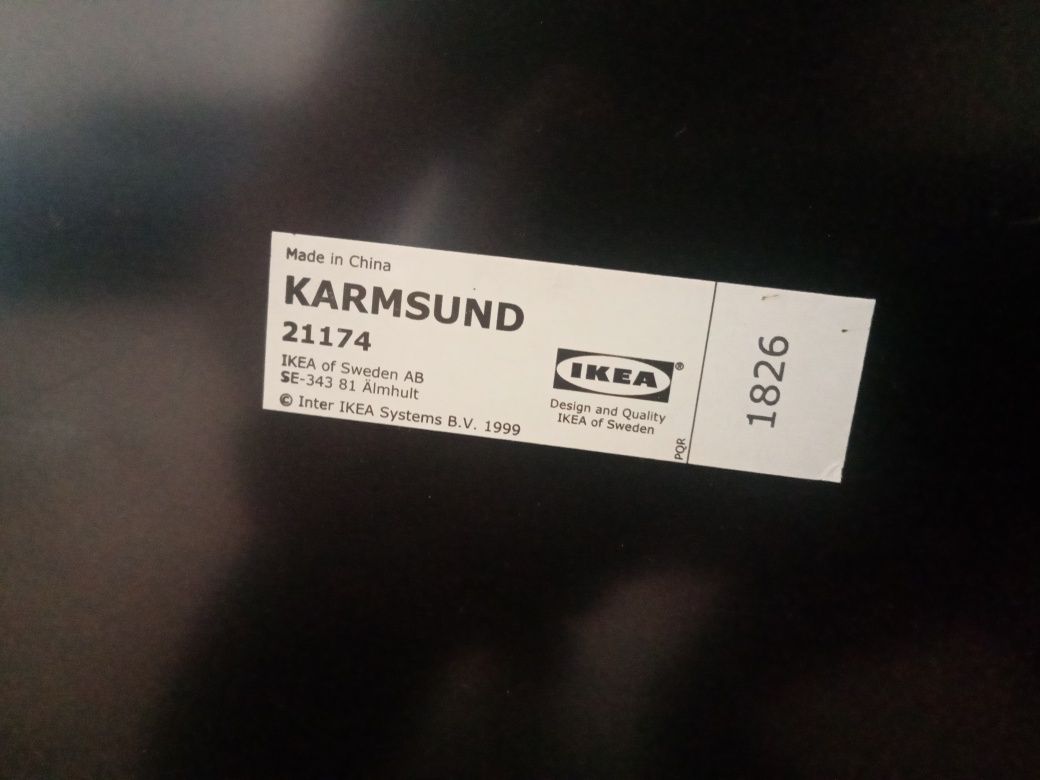 Made in China
KARMSUND
21174
IKEA of Sweden AB
SE-343 81 Älmhult
© Inter IKEA Systems B.V. 1999
IKEA®
Design and Quality
IKEA of Sweden
PQR
1826